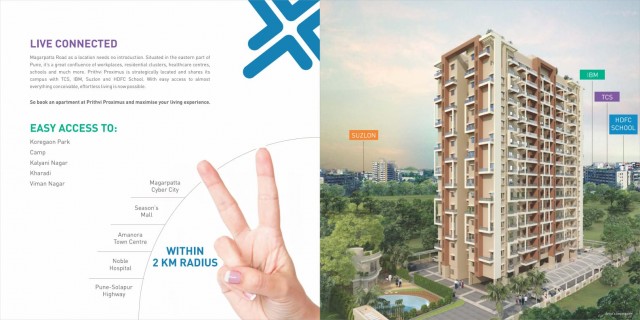 LIVE CONNECTED
Magarpatta Road as a location needs no introduction. Situated in the eastern part of
Pune, it's a great confluence of workplaces, residential clusters, healthcare centres,
schools and much more. Prithvi Proximus is strategically located and shares its
campus with TCS, IBM, Suzlon and HDFC School. With easy access to almost
everything conceivable, effortless living is now possible.
So book an apartment at Prithvi Proximus and maximise your living experience.
EASY ACCESS TO:
Koregaon Park
Camp
Kalyani Nagar
Kharadi
Viman Nagar
Magarpatta
Cyber City
Season's
Mall
Amanora
Town Centre
Noble
Hospital
Pune-Solapur
Highway
WITHIN
2 KM RADIUS
SUZLON
IBM
TCS
HDFC
SCHOOL